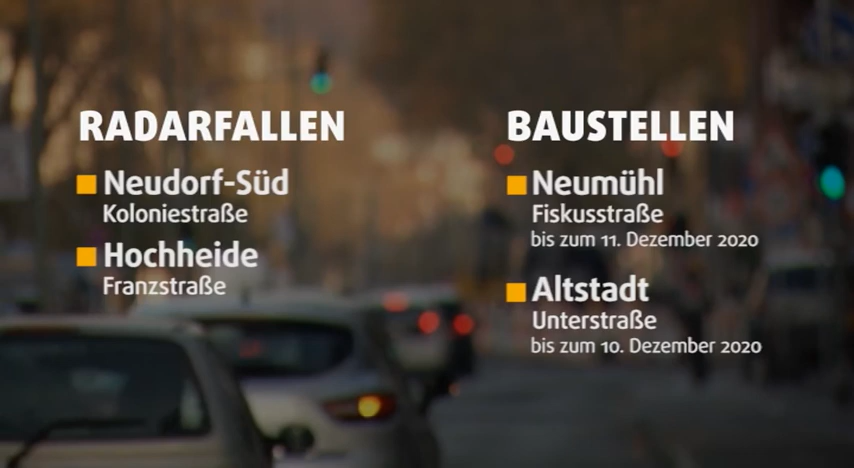 RADARFALLEN
Neudorf-Süd
Koloniestraße
Hochheide
Franzstraße
BAUSTELLEN
Neumühl
Fiskusstraße
bis zum 11. Dezember 2020
Altstadt
Unterstraße
bis zum 10. Dezember 2020